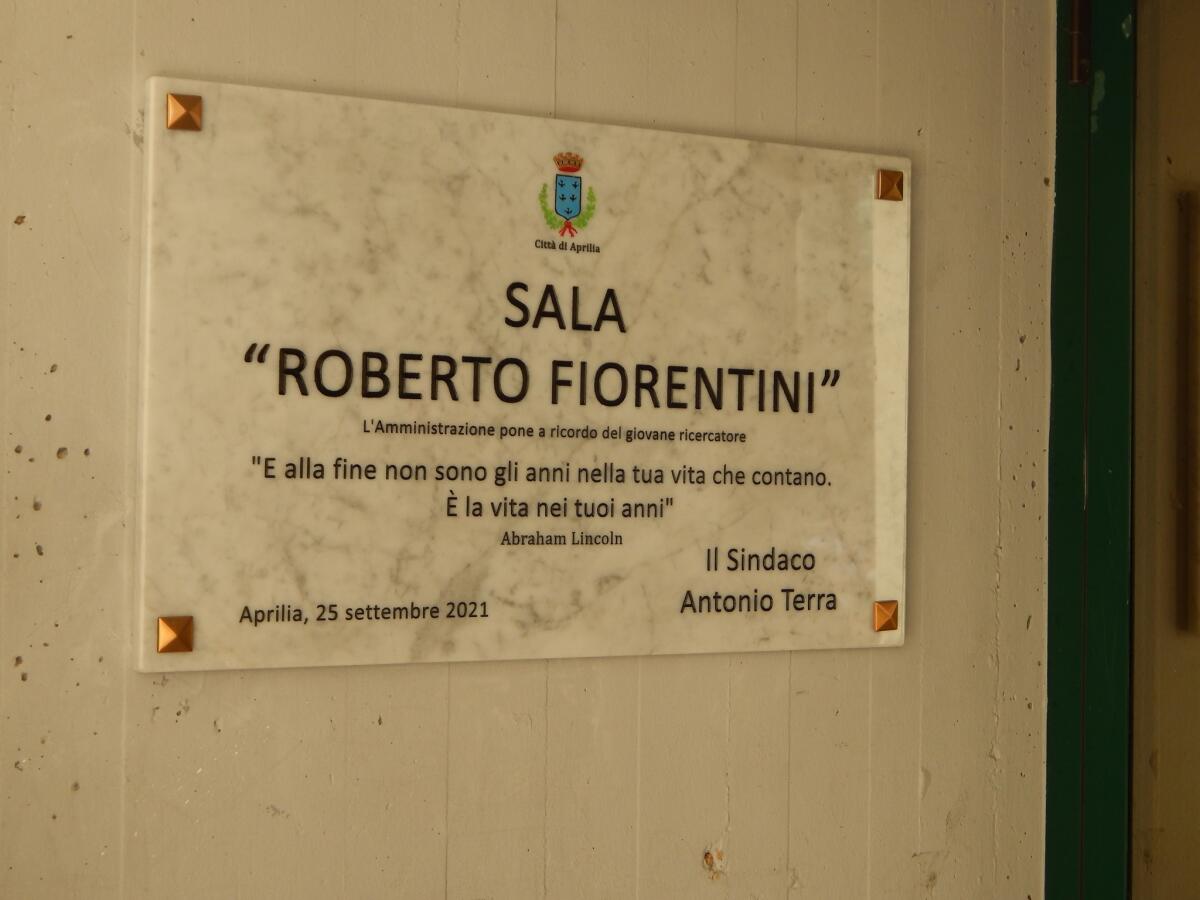 Città di Aprilia
SALA
“ROBERTO FIORENTINI”
L'Amministrazione pone a ricordo del giovane ricercatore
"E alla fine non sono gli anni nella tua vita che contano.
È la vita nei tuoi anni"
Abraham Lincoln
Il Sindaco
Antonio Terra
Aprilia, 25 settembre 2021